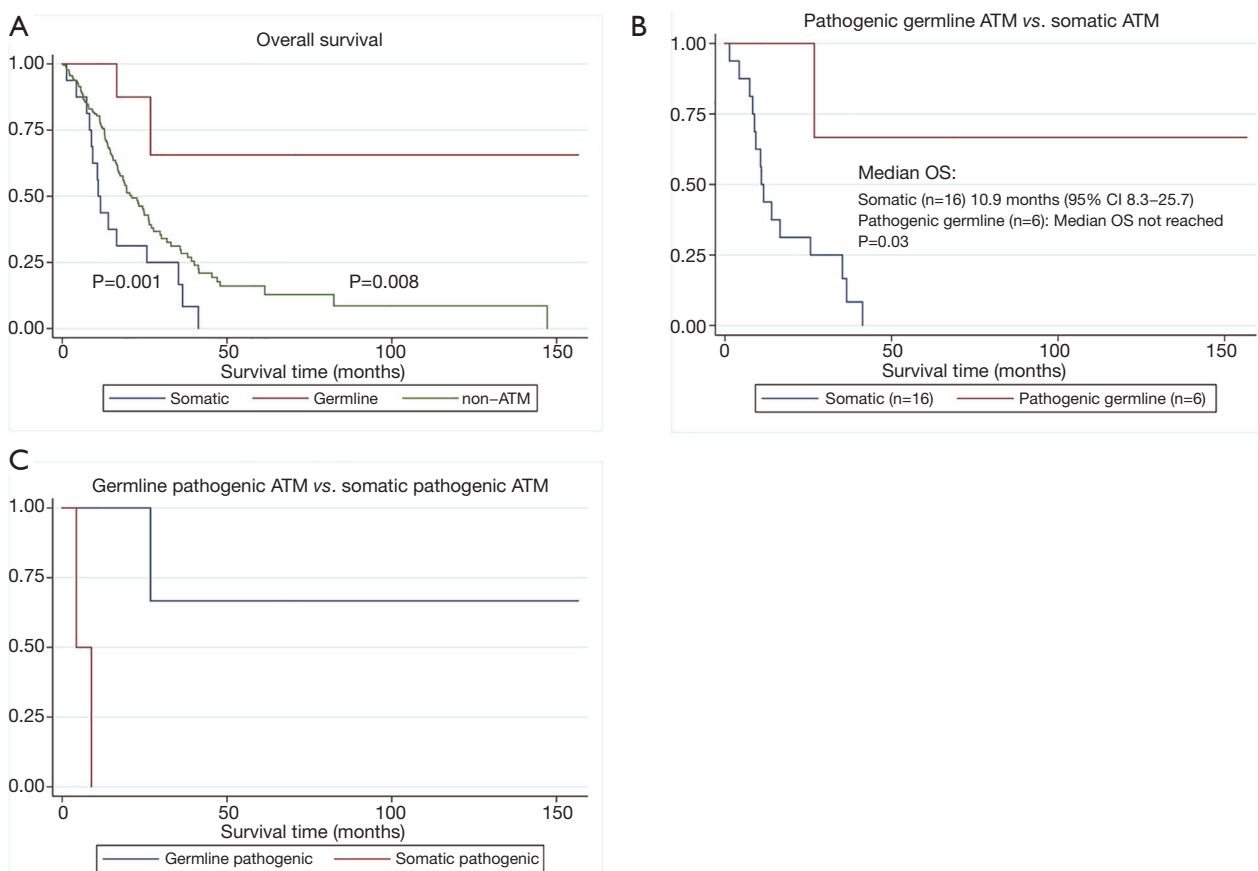 A
Overall survival
1.00
0.75
0.50
0.25
0.00
P=0.001
P=0.008
0 50 100 150
Survival time (months)
Somatic Germline non–ATM
B
Pathogenic germline ATM vs. somatic ATM
1.00
0.75
0.50
0.25
0.00
Median OS:
Somatic (n=16) 10.9 months (95% CI 8.3–25.7)
Pathogenic germline (n=6): Median OS not reached
P=0.03
0 50 100 150
Survival time (months)
Somatic (n=16) Pathogenic germline (n=6)
C
Germline pathogenic ATM vs. somatic pathogenic ATM
1.00
0.75
0.50
0.25
0.00
0 50 100 150
Survival time (months)
Germline pathogenic Somatic pathogenic